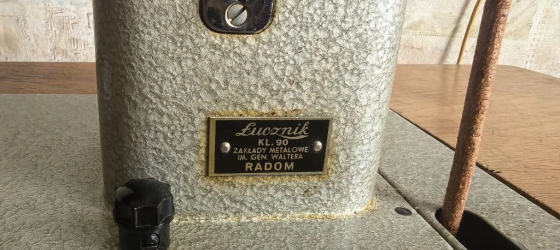 Łucznik
KL. 90
ZAKŁADY METALOWE
IM. GEN. WALTERA
RADOM